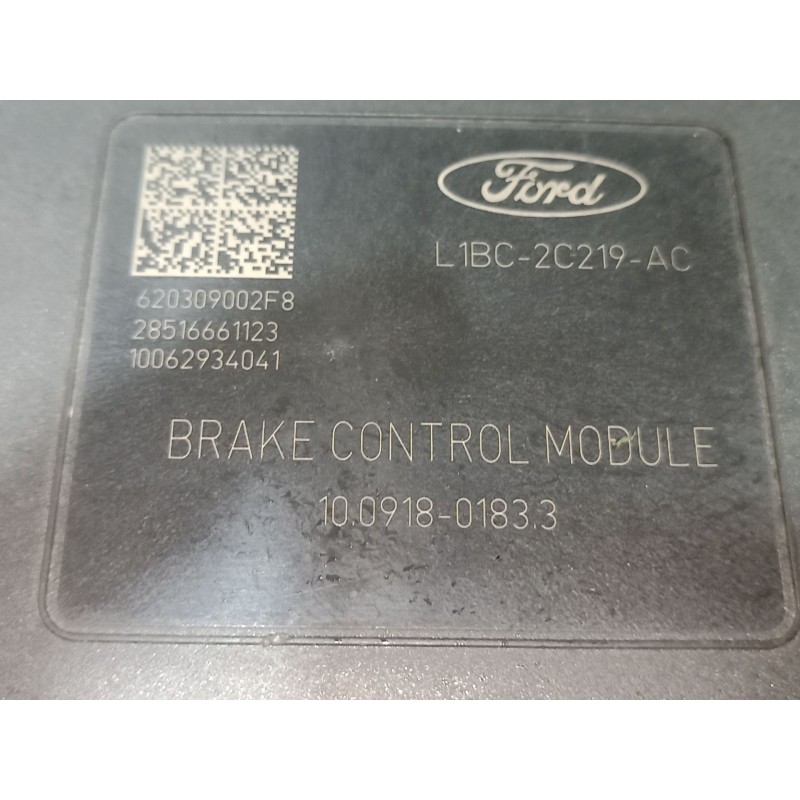 Ford
L1BC-2C219-AC
620309002F8
28516661123
10062934041
BRAKE CONTROL MODULE
10.0918-0183.3